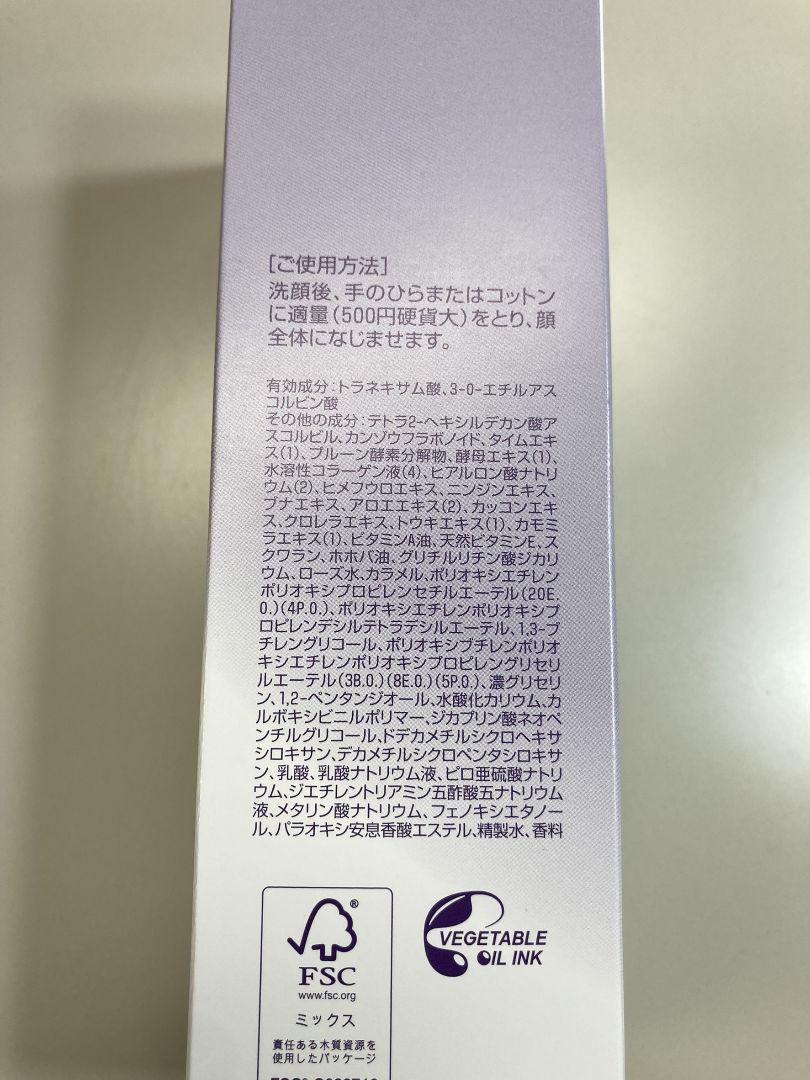 [ご使用方法]
洗顔後、手のひらまたはコットン
に適量(500円硬貨大)をとり、顔
全体になじませます。
有効成分:トラネキサム酸、3-O-エチルアス
コルビン酸
その他の成分:テトラ2-ヘキシルデカン酸ア
スコルビル、カンゾウフラボノイド、タイムエキ
ス(1)、プルーン酵素分解物、酵母エキス(1)、
水溶性コラーゲン液(4)、ヒアルロン酸ナトリ
ウム(2)、ヒメフウロエキス、ニンジンエキス、
ブナエキス、アロエエキス(2)、カッコンエキ
ス、クロレラエキス、トウキエキス(1)、カモミ
ラエキス(1)、ビタミンA油、天然ビタミンE、ス
クワラン、ホホバ油、グリチルリチン酸ジカリ
ウム、ローズ水、カラメル、ポリオキシエチレン
ポリオキシプロピレンセチルエーテル(20E.
O.)(4P.O.)、ポリオキシエチレンポリオキシプ
ロピレンデシルテトラデシルエーテル、1,3-ブ
チレングリコール、ポリオキシブチレンポリオ
キシエチレンポリオキシプロピレングリセリ
ルエーテル(3B.O.)(8E.O.)(5P.O.)、濃グリセリ
ン、1,2-ペンタンジオール、水酸化カリウム、カ
ルボキシビニルポリマー、ジカプリン酸ネオペ
ンチルグリコール、ドデカメチルシクロヘキサ
シロキサン、デカメチルシクロペンタシロキサ
ン、乳酸、乳酸ナトリウム液、ピロ亜硫酸ナトリ
ウム、ジエチレントリアミン五酢酸五ナトリウム
液、メタリン酸ナトリウム、フェノキシエタノー
ル、パラオキシ安息香酸エステル、精製水、香料
®
FSC
www.fsc.org
ミックス
責任ある木質資源を
使用したパッケージ
VEGETABLE
OIL INK